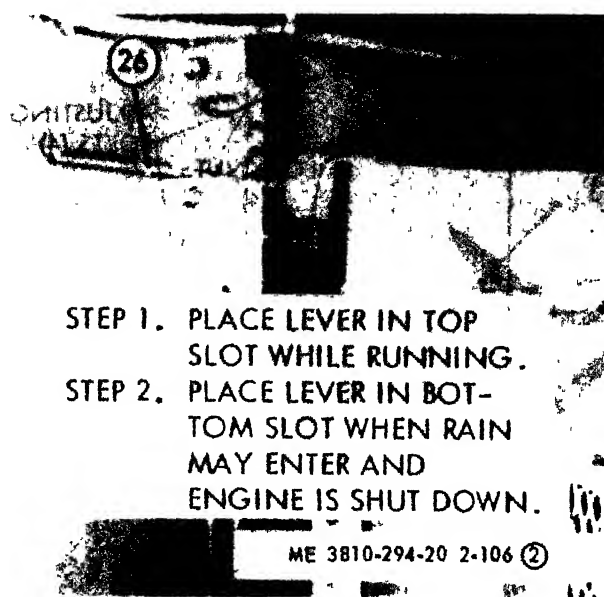 26
STEP 1. PLACE LEVER IN TOP
SLOT WHILE RUNNING.
STEP 2. PLACE LEVER IN BOT-
TOM SLOT WHEN RAIN
MAY ENTER AND
ENGINE IS SHUT DOWN.
ME 3810-294-20 2-106 ②